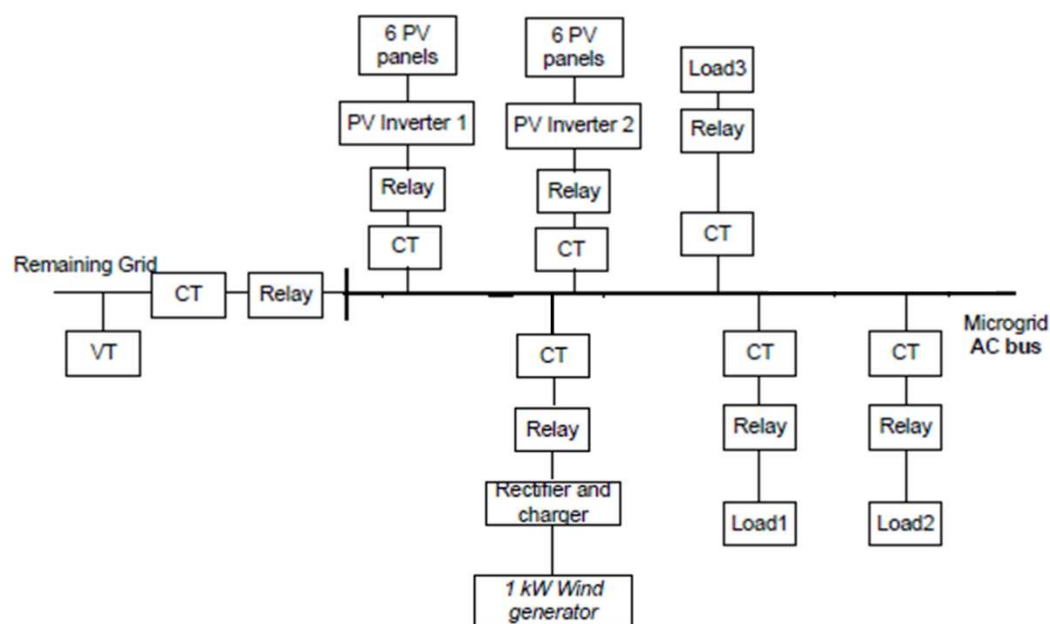 6 PV
panels
6 PV
panels
Load3
PV Inverter 1
PV Inverter 2
Relay
Relay
Relay
CT
CT
CT
Remaining Grid
CT
Relay
VT
Microgrid
AC bus
CT
CT
CT
Relay
Relay
Relay
Rectifier and
charger
Load1
Load2
1 kW Wind
generator